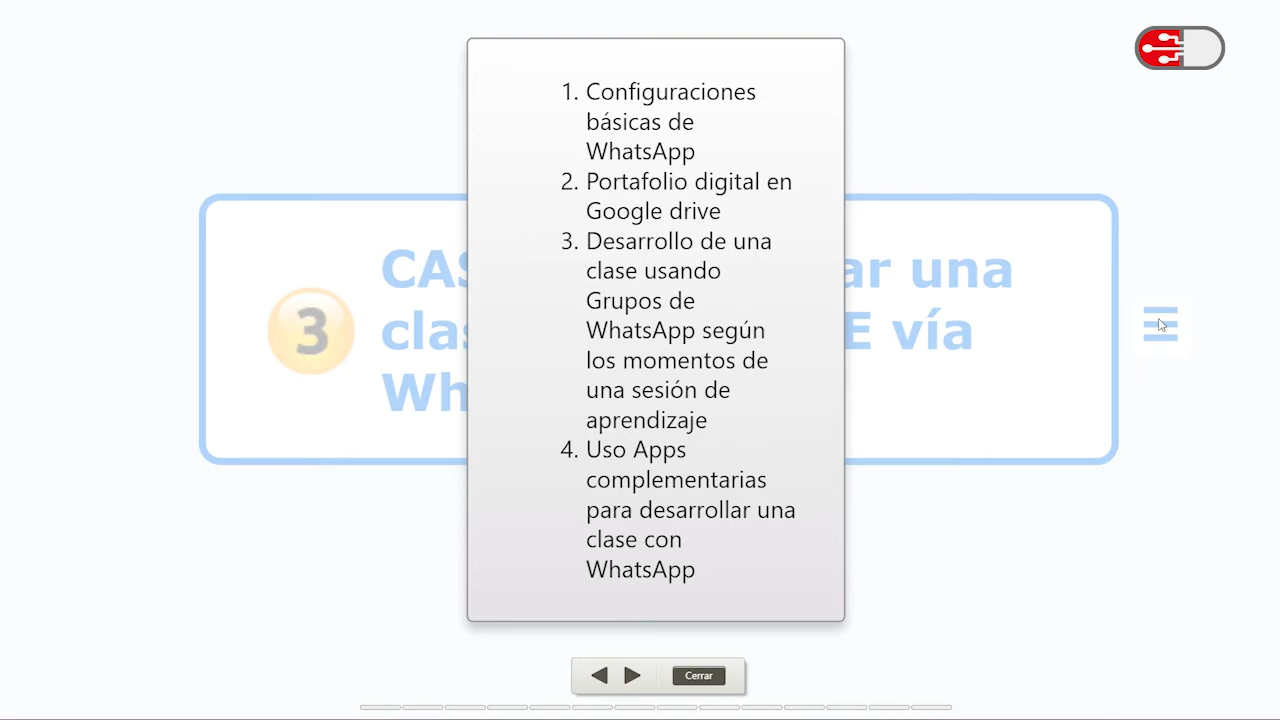 1. Configuraciones
básicas de
WhatsApp
2. Portafolio digital en
Google drive
3. Desarrollo de una
clase usando
Grupos de
WhatsApp según
los momentos de
una sesión de
aprendizaje
4. Uso Apps
complementarias
para desarrollar una
clase con
WhatsApp
3
CAS
ar una
clas
E vía
Wh
Cerrar